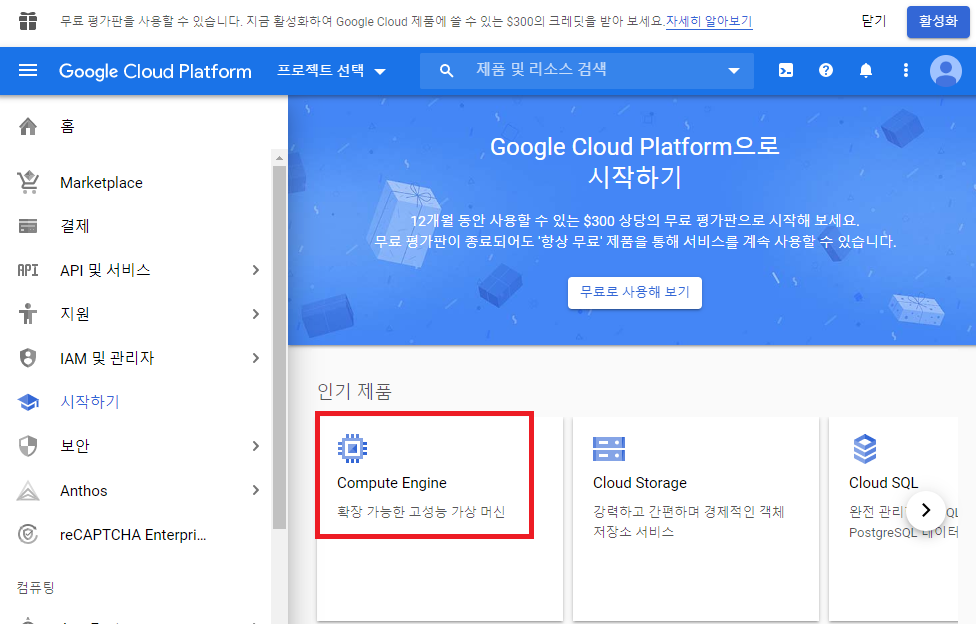 무료 평가판을 사용할 수 있습니다. 지금 활성화하여 Google Cloud 제품에 쓸 수 있는 $300의 크레딧을 받아 보세요.자세히 알아보기
닫기
활성화
Google Cloud Platform
프로젝트 선택
제품 및 리소스 검색
홈
Marketplace
결제
API
API 및 서비스
지원
IAM 및 관리자
시작하기
보안
Anthos
reCAPTCHA Enterpri...
컴퓨팅
Google Cloud Platform으로
시작하기
12개월 동안 사용할 수 있는 $300 상당의 무료 평가판으로 시작해 보세요.
무료 평가판이 종료되어도 '항상 무료' 제품을 통해 서비스를 계속 사용할 수 있습니다.
무료로 사용해 보기
인기 제품
Compute Engine
확장 가능한 고성능 가상 머신
Cloud Storage
강력하고 간편하며 경제적인 객체
저장소 서비스
Cloud SQL
완전 관리
PostgreSQL 데이터